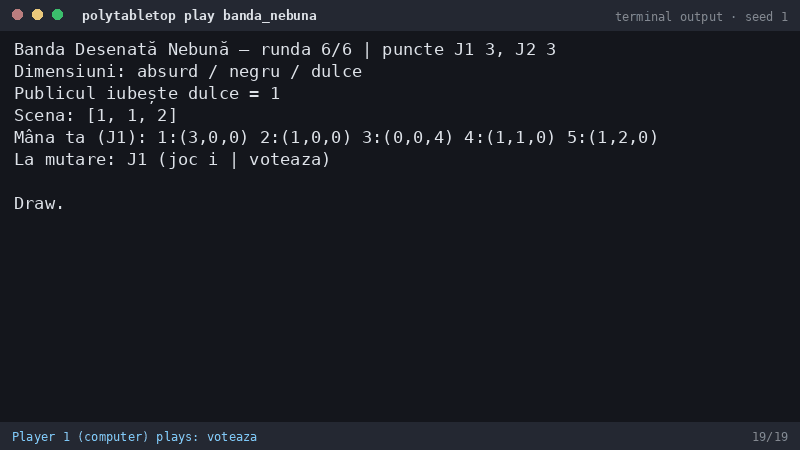 polytabletop play banda_nebuna
terminal output · seed 1
Banda Desenată Nebună — runda 6/6 | puncte J1 3, J2 3
Dimensiuni: absurd / negru / dulce
Publicul iubește dulce = 1
Scena: [1, 1, 2]
Mâna ta (J1): 1:(3,0,0) 2:(1,0,0) 3:(0,0,4) 4:(1,1,0) 5:(1,2,0)
La mutare: J1 (joc i | voteaza)
Draw.
Player 1 (computer) plays: voteaza
19/19